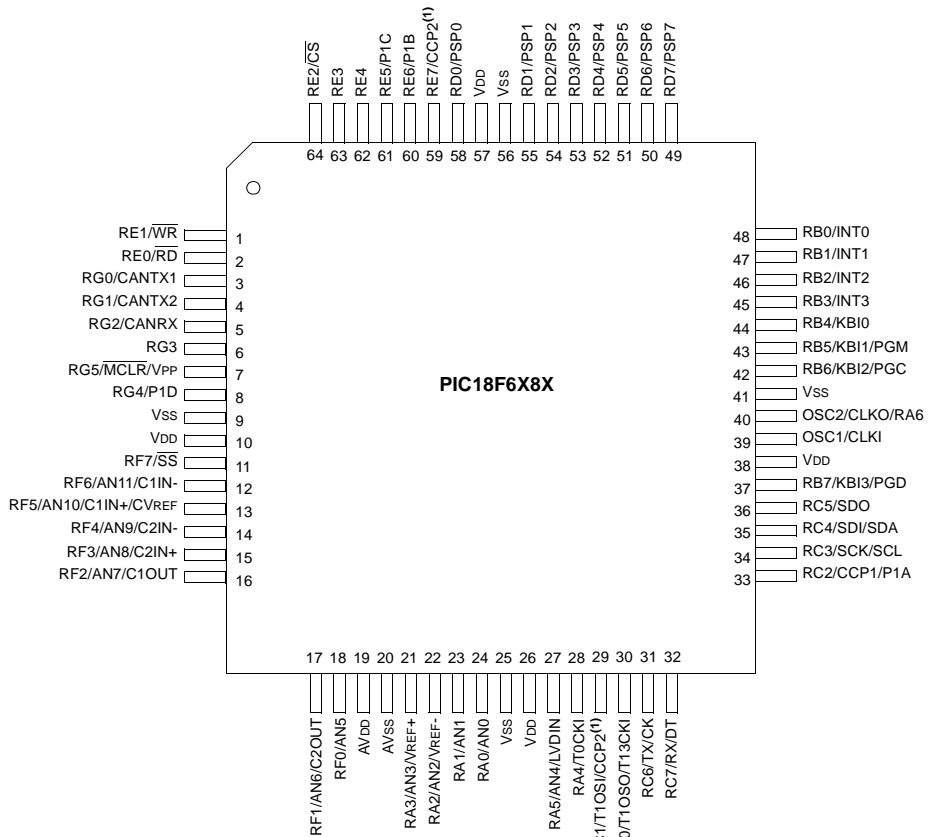 RE2/CS
RE3
RE4
RE5/P1C
RE6/P1B
RE7/CCP2(1)
RD0/PSP0
VDD
VSS
RD1/PSP1
RD2/PSP2
RD3/PSP3
RD4/PSP4
RD5/PSP5
RD6/PSP6
RD7/PSP7
64 63 62 61 60 59 58 57 56 55 54 53 52 51 50 49
RE1/WR 1
RE0/RD 2
RG0/CANTX1 3
RG1/CANTX2 4
RG2/CANRX 5
RG3 6
RG5/MCLR/VPP 7
RG4/P1D 8
VSS 9
VDD 10
RF7/SS 11
RF6/AN11/C1IN- 12
RF5/AN10/C1IN+/CVREF 13
RF4/AN9/C2IN- 14
RF3/AN8/C2IN+ 15
RF2/AN7/C1OUT 16
PIC18F6X8X
48 RB0/INT0
47 RB1/INT1
46 RB2/INT2
45 RB3/INT3
44 RB4/KBI0
43 RB5/KBI1/PGM
42 RB6/KBI2/PGC
41 VSS
40 OSC2/CLKO/RA6
39 OSC1/CLKI
38 VDD
37 RB7/KBI3/PGD
36 RC5/SDO
35 RC4/SDI/SDA
34 RC3/SCK/SCL
33 RC2/CCP1/P1A
17 18 19 20 21 22 23 24 25 26 27 28 29 30 31 32
RF1/AN6/C2OUT
RF0/AN5
AVDD
AVSS
RA3/AN3/VREF+
RA2/AN2/VREF-
RA1/AN1
RA0/AN0
VSS
VDD
RA5/AN4/LVDIN
RA4/T0CKI
C1/T1OSI/CCP2(1)
0/T1OSO/T13CKI
RC6/TX/CK
RC7/RX/DT